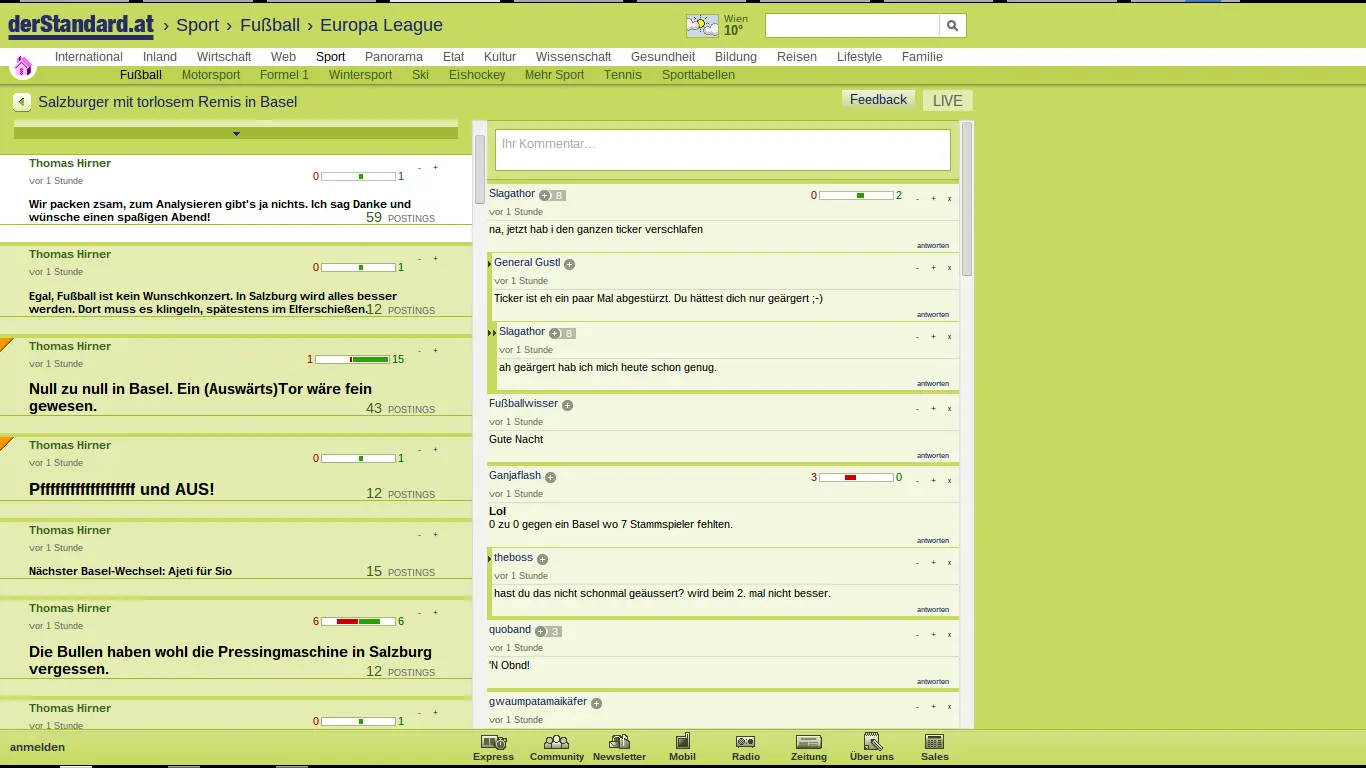 derStandard.at › Sport › Fußball › Europa League
Wien
10°
International Inland Wirtschaft Web Sport Panorama Etat Kultur Wissenschaft Gesundheit Bildung Reisen Lifestyle Familie
Fußball Motorsport Formel 1 Wintersport Ski Eishockey Mehr Sport Tennis Sporttabellen
Salzburger mit torlosem Remis in Basel
Feedback LIVE
Thomas Hirner - +
0 1
vor 1 Stunde
Wir packen zsam, zum Analysieren gibt's ja nichts. Ich sag Danke und
wünsche einen spaßigen Abend!
59 POSTINGS
Thomas Hirner - +
0 1
vor 1 Stunde
Egal, Fußball ist kein Wunschkonzert. In Salzburg wird alles besser
werden. Dort muss es klingeln, spätestens im Elferschießen.
12 POSTINGS
Thomas Hirner - +
1 15
vor 1 Stunde
Null zu null in Basel. Ein (Auswärts)Tor wäre fein
gewesen.
43 POSTINGS
Thomas Hirner - +
0 1
vor 1 Stunde
Pfffffffffffffffffff und AUS!
12 POSTINGS
Thomas Hirner - +
vor 1 Stunde
Nächster Basel-Wechsel: Ajeti für Sio
15 POSTINGS
Thomas Hirner - +
6 6
vor 1 Stunde
Die Bullen haben wohl die Pressingmaschine in Salzburg
vergessen.
12 POSTINGS
Thomas Hirner - +
0 1
vor 1 Stunde
Ihr Kommentar…
Slagathor + 8 0 2 - + x
vor 1 Stunde
na, jetzt hab i den ganzen ticker verschlafen
antworten
General Gustl + - + x
vor 1 Stunde
Ticker ist eh ein paar Mal abgestürzt. Du hättest dich nur geärgert ;-)
antworten
Slagathor + 8 - + x
vor 1 Stunde
ah geärgert hab ich mich heute schon genug.
antworten
Fußballwisser + - + x
vor 1 Stunde
Gute Nacht
antworten
Ganjaflash + 3 0 - + x
vor 1 Stunde
Lol
0 zu 0 gegen ein Basel wo 7 Stammspieler fehlten.
antworten
theboss + - + x
vor 1 Stunde
hast du das nicht schonmal geäussert? wird beim 2. mal nicht besser.
antworten
quoband + 3 - + x
vor 1 Stunde
'N Obnd!
antworten
gwaumpatamaikäfer + - + x
vor 1 Stunde
anmelden
Express Community Newsletter Mobil Radio Zeitung Über uns Sales